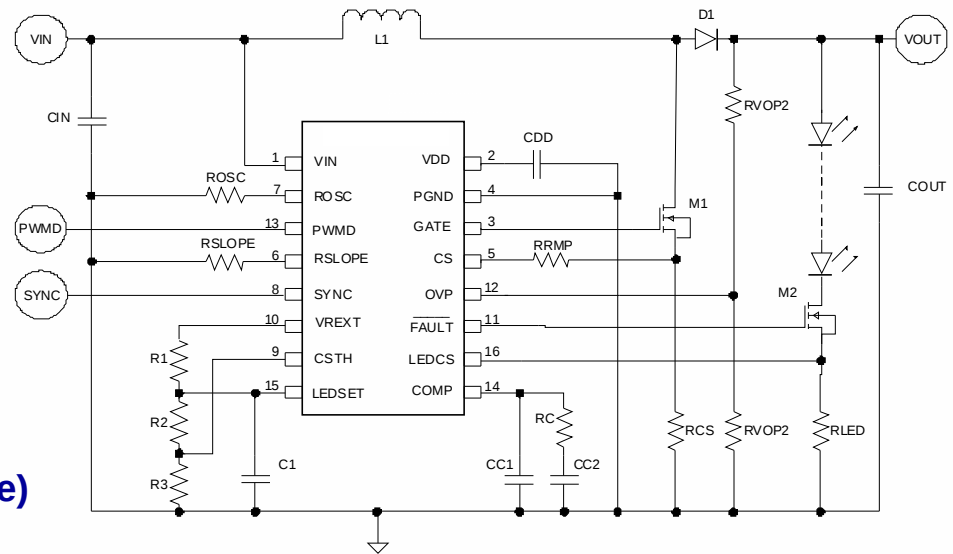 D1
VIN
L1
VOUT
RVOP2
CIN
CDD
1 VIN VDD 2
COUT
ROSC
7 ROSC PGND 4
M1
PWMD
13 PWMD GATE 3
RSLOPE
RRMP
6 RSLOPE CS 5
M2
SYNC
8 SYNC OVP 12
10 VREXT FAULT 11
R1
9 CSTH LEDCS 16
15 LEDSET COMP 14
R2
RC
RCS
RVOP2
RLED
R3
C1
CC1
CC2
e)